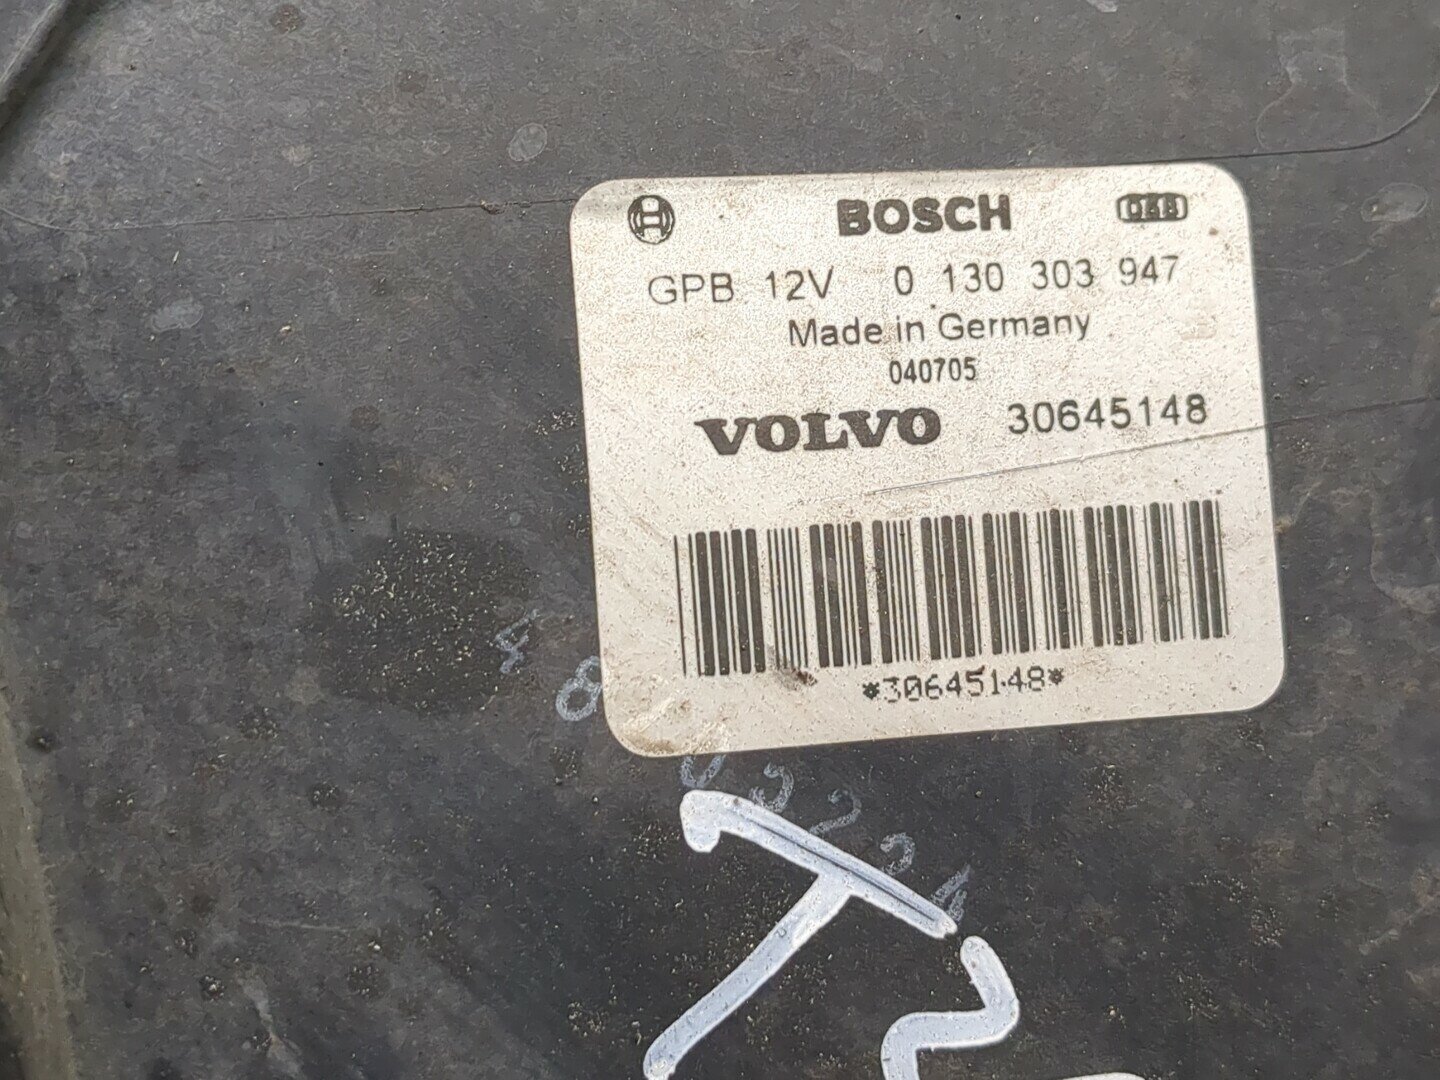 BOSCH
GPB 12V 0 130 303 947
Made in Germany
040705
VOLVO 30645148
*30645148*